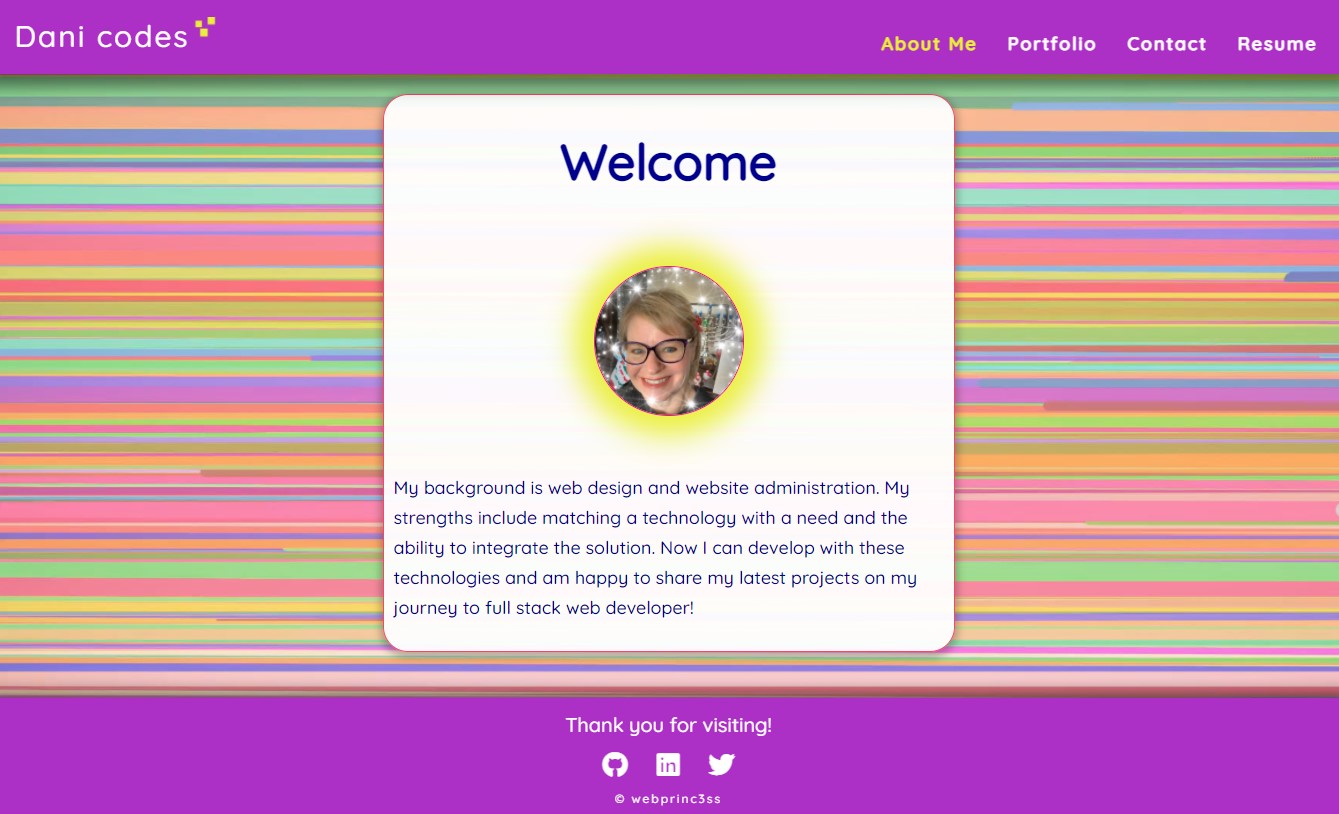 Dani codes
About Me Portfolio Contact Resume
Welcome
My background is web design and website administration. My
strengths include matching a technology with a need and the
ability to integrate the solution. Now I can develop with these
technologies and am happy to share my latest projects on my
journey to full stack web developer!
Thank you for visiting!
in
© webprinc3ss